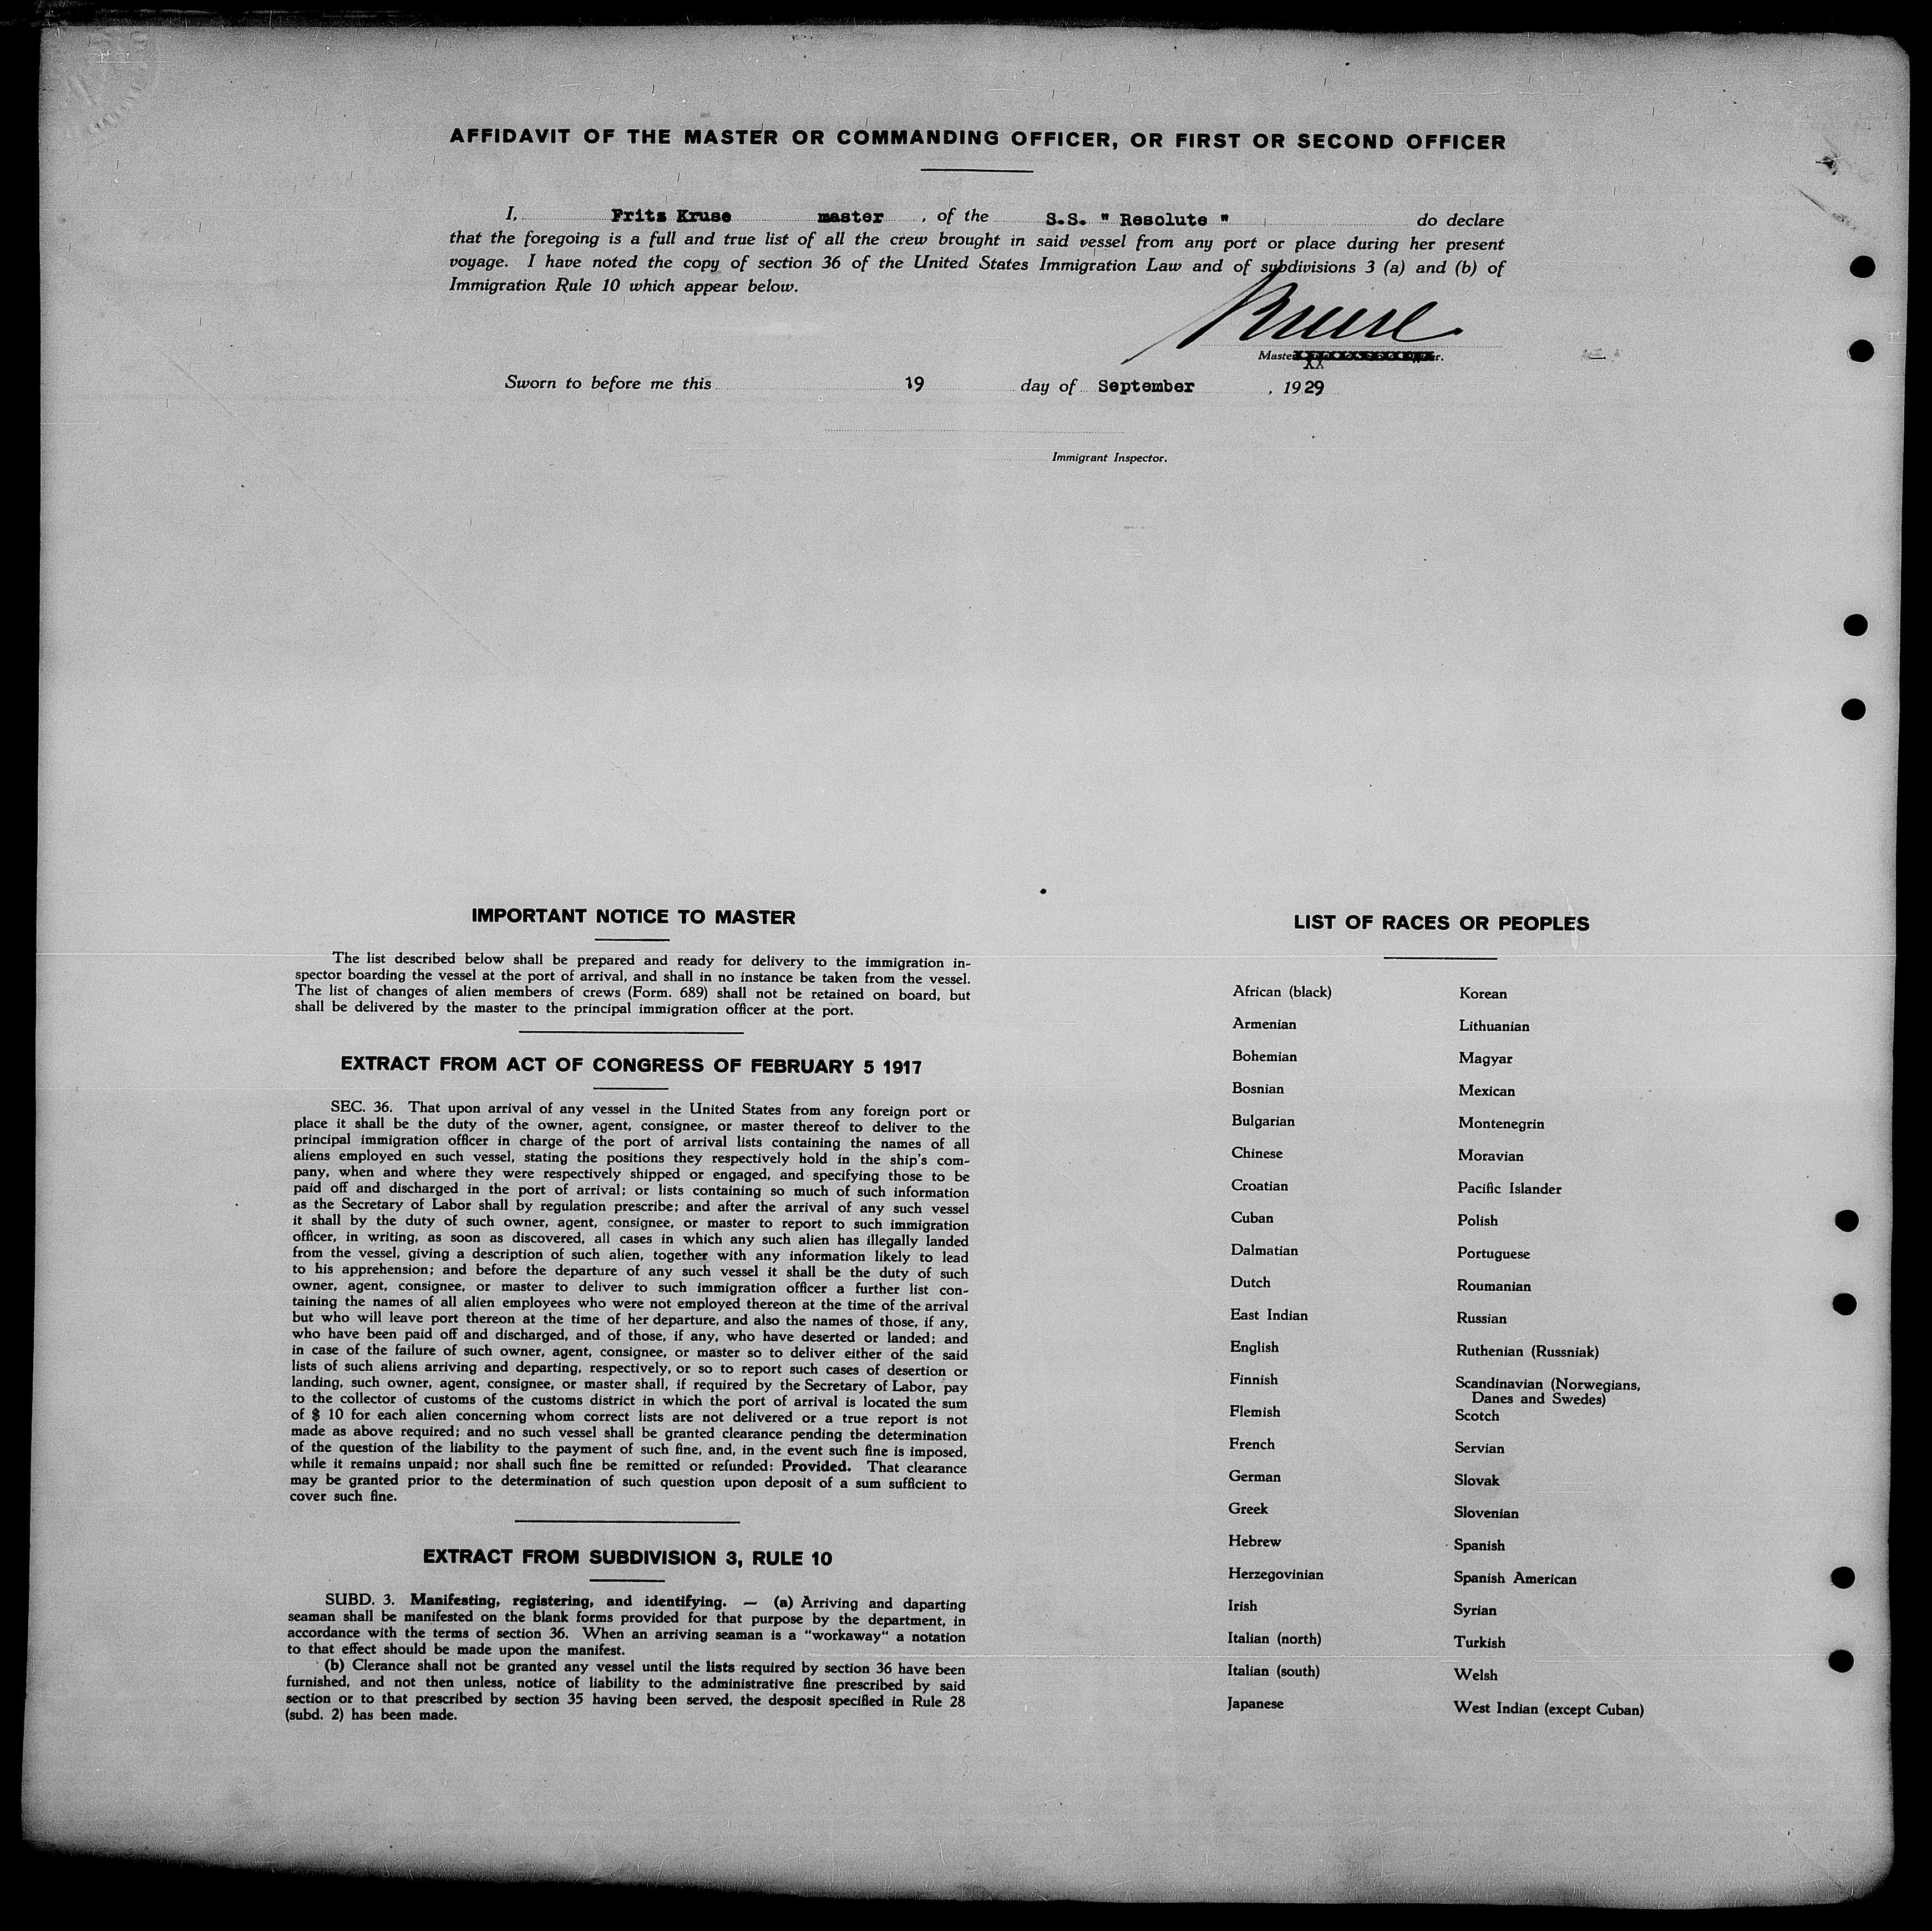 AFFIDAVIT OF THE MASTER OR COMMANDING OFFICER, OR FIRST OR SECOND OFFICER
I, Fritz Kruse master , of the S.S. " Resolute " do declare
that the foregoing is a full and true list of all the crew brought in said vessel from any port or place during her present
voyage. I have noted the copy of section 36 of the United States Immigration Law and of subdivisions 3 (a) and (b) of
Immigration Rule 10 which appear below.
Kruse
Master
XX
Sworn to before me this 19 day of September , 1929
Immigrant Inspector.
IMPORTANT NOTICE TO MASTER
The list described below shall be prepared and ready for delivery to the immigration in-
spector boarding the vessel at the port of arrival, and shall in no instance be taken from the vessel.
The list of changes of alien members of crews (Form. 689) shall not be retained on board, but
shall be delivered by the master to the principal immigration officer at the port.
EXTRACT FROM ACT OF CONGRESS OF FEBRUARY 5 1917
SEC. 36. That upon arrival of any vessel in the United States from any foreign port or
place it shall be the duty of the owner, agent, consignee, or master thereof to deliver to the
principal immigration officer in charge of the port of arrival lists containing the names of all
aliens employed en such vessel, stating the positions they respectively hold in the ship's com-
pany, when and where they were respectively shipped or engaged, and specifying those to be
paid off and discharged in the port of arrival; or lists containing so much of such information
as the Secretary of Labor shall by regulation prescribe; and after the arrival of any such vessel
it shall by the duty of such owner, agent, consignee, or master to report to such immigration
officer, in writing, as soon as discovered, all cases in which any such alien has illegally landed
from the vessel, giving a description of such alien, together with any information likely to lead
to his apprehension; and before the departure of any such vessel it shall be the duty of such
owner, agent, consignee, or master to deliver to such immigration officer a further list con-
taining the names of all alien employees who were not employed thereon at the time of the arrival
but who will leave port thereon at the time of her departure, and also the names of those, if any,
who have been paid off and discharged, and of those, if any, who have deserted or landed; and
in case of the failure of such owner, agent, consignee, or master so to deliver either of the said
lists of such aliens arriving and departing, respectively, or so to report such cases of desertion or
landing, such owner, agent, consignee, or master shall, if required by the Secretary of Labor, pay
to the collector of customs of the customs district in which the port of arrival is located the sum
of $ 10 for each alien concerning whom correct lists are not delivered or a true report is not
made as above required; and no such vessel shall be granted clearance pending the determination
of the question of the liability to the payment of such fine, and, in the event such fine is imposed,
while it remains unpaid; nor shall such fine be remitted or refunded: Provided. That clearance
may be granted prior to the determination of such question upon deposit of a sum sufficient to
cover such fine.
EXTRACT FROM SUBDIVISION 3, RULE 10
SUBD. 3. Manifesting, registering, and identifying. — (a) Arriving and daparting
seaman shall be manifested on the blank forms provided for that purpose by the department, in
accordance with the terms of section 36. When an arriving seaman is a "workaway" a notation
to that effect should be made upon the manifest.
(b) Clerance shall not be granted any vessel until the lists required by section 36 have been
furnished, and not then unless, notice of liability to the administrative fine prescribed by said
section or to that prescribed by section 35 having been served, the desposit specified in Rule 28
(subd. 2) has been made.
LIST OF RACES OR PEOPLES
African (black)
Armenian
Bohemian
Bosnian
Bulgarian
Chinese
Croatian
Cuban
Dalmatian
Dutch
East Indian
English
Finnish
Flemish
French
German
Greek
Hebrew
Herzegovinian
Irish
Italian (north)
Italian (south)
Japanese
Korean
Lithuanian
Magyar
Mexican
Montenegrin
Moravian
Pacific Islander
Polish
Portuguese
Roumanian
Russian
Ruthenian (Russniak)
Scandinavian (Norwegians,
Danes and Swedes)
Scotch
Servian
Slovak
Slovenian
Spanish
Spanish American
Syrian
Turkish
Welsh
West Indian (except Cuban)